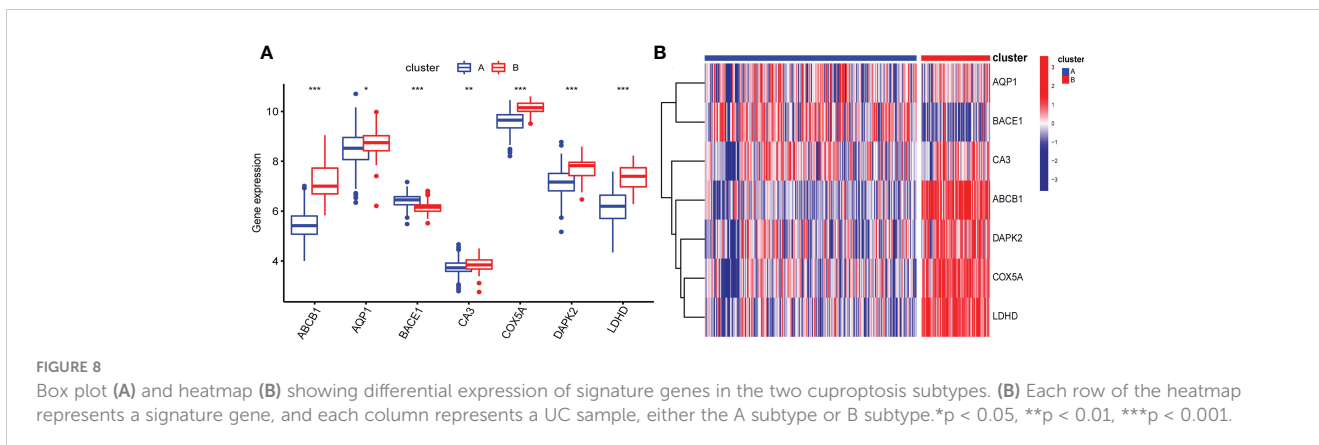 A
cluster A B
*** * *** ** *** *** ***
Gene expression
10
8
6
4
ABCB1 AQP1 BACE1 CA3 COX5A DAPK2 LDHD
B
cluster
AQP1
BACE1
CA3
ABCB1
DAPK2
COX5A
LDHD
3
2
1
0
−1
−2
−3
cluster
A
B
FIGURE 8
Box plot (A) and heatmap (B) showing differential expression of signature genes in the two cuproptosis subtypes. (B) Each row of the heatmap
represents a signature gene, and each column represents a UC sample, either the A subtype or B subtype.*p < 0.05, **p < 0.01, ***p < 0.001.